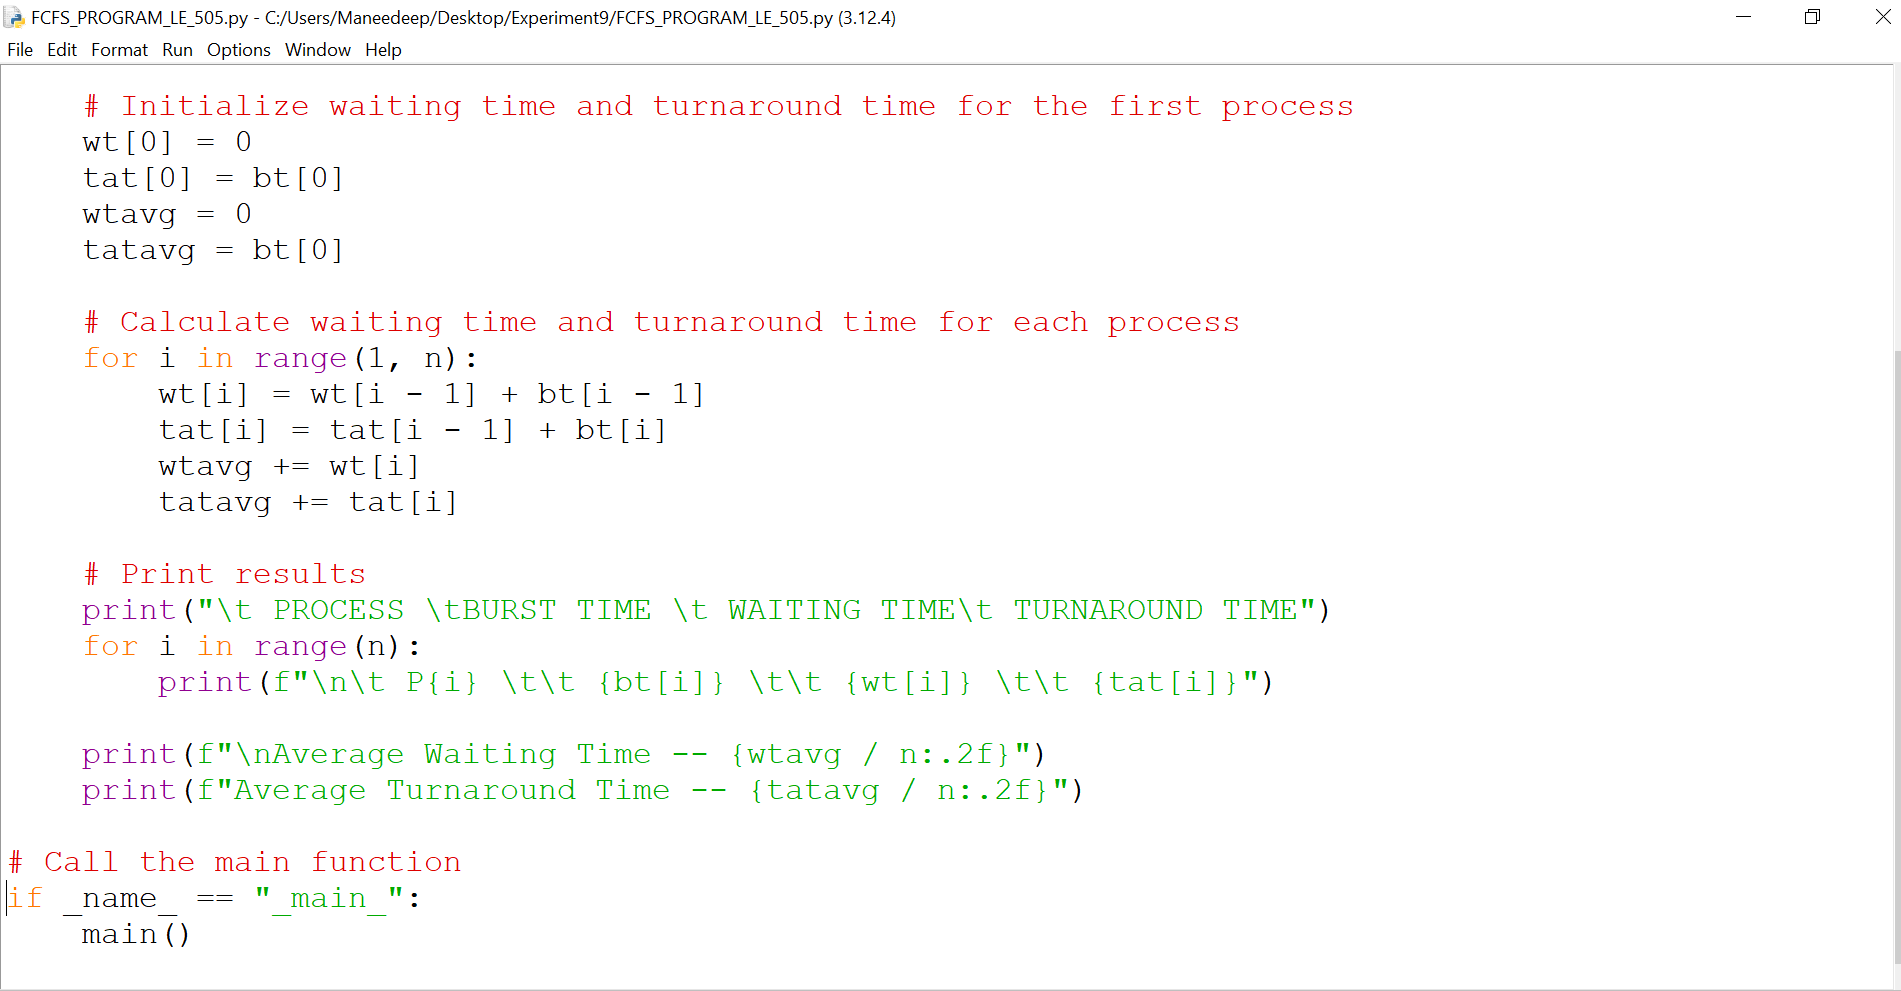 FCFS_PROGRAM_LE_505.py - C:/Users/Maneedeep/Desktop/Experiment9/FCFS_PROGRAM_LE_505.py (3.12.4)
File Edit Format Run Options Window Help
    # Initialize waiting time and turnaround time for the first process
    wt[0] = 0
    tat[0] = bt[0]
    wtavg = 0
    tatavg = bt[0]

    # Calculate waiting time and turnaround time for each process
    for i in range(1, n):
        wt[i] = wt[i - 1] + bt[i - 1]
        tat[i] = tat[i - 1] + bt[i]
        wtavg += wt[i]
        tatavg += tat[i]

    # Print results
    print("\t PROCESS \tBURST TIME \t WAITING TIME\t TURNAROUND TIME")
    for i in range(n):
        print(f"\n\t P{i} \t\t {bt[i]} \t\t {wt[i]} \t\t {tat[i]}")

    print(f"\nAverage Waiting Time -- {wtavg / n:.2f}")
    print(f"Average Turnaround Time -- {tatavg / n:.2f}")

# Call the main function
if _name_ == "_main_":
    main()